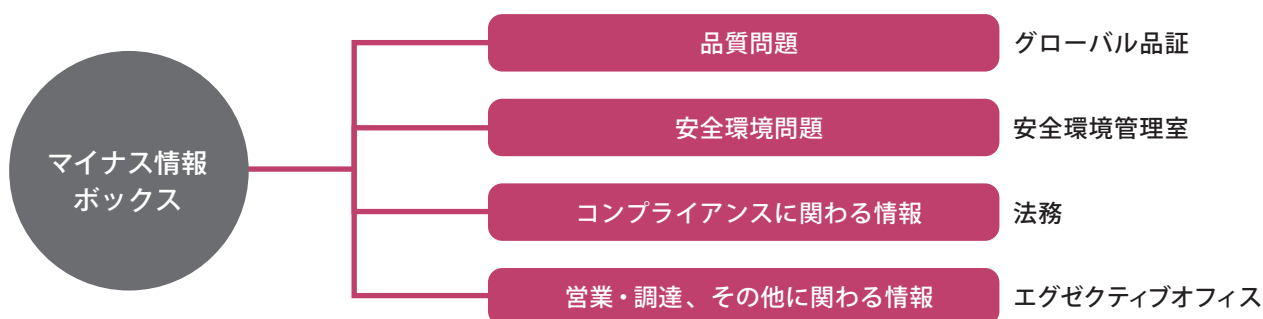 マイナス情報
ボックス
品質問題 グローバル品証
安全環境問題 安全環境管理室
コンプライアンスに関わる情報 法務
営業・調達、その他に関わる情報 エグゼクティブオフィス